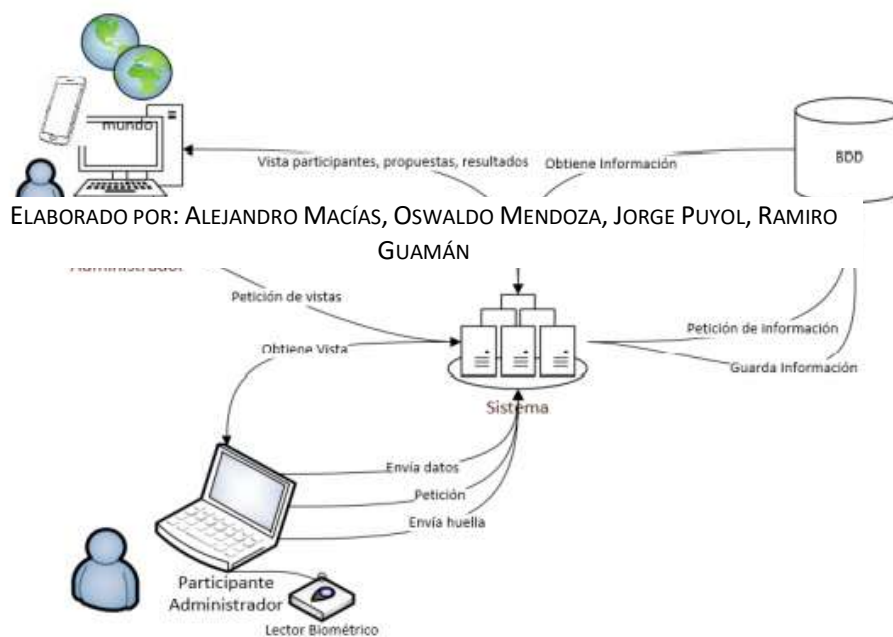 mundo
BDD
Vista participantes, propuestas, resultados
Obtiene Información
ELABORADO POR: ALEJANDRO MACÍAS, OSWALDO MENDOZA, JORGE PUYOL, RAMIRO
GUAMÁN
Administrador
Petición de vistas
Petición de información
Obtiene Vista
Guarda Información
Sistema
Envía datos
Petición
Envía huella
Participante
Administrador
Lector Biométrico